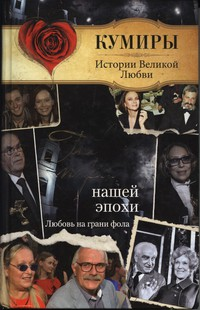 КУМИРЫ
Истории Великой
Любви
нашей
эпохи
Любовь на грани фола